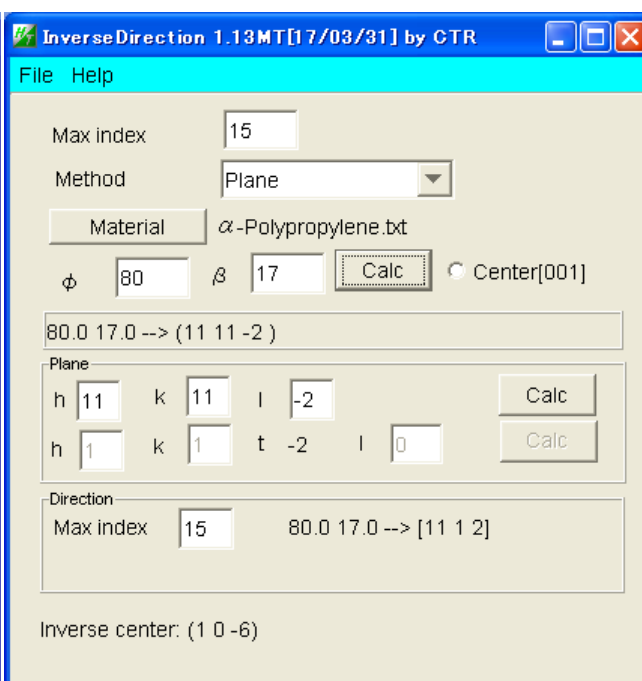 InverseDirection 1.13MT[17/03/31] by CTR
File Help
Max index 15
Method Plane
Material α-Polypropylene.txt
φ 80 β 17 Calc Center[001]
80.0 17.0 --> (11 11 -2 )
Plane
h 11 k 11 l -2 Calc
h 1 k 1 t -2 l 0 Calc
Direction
Max index 15 80.0 17.0 --> [11 1 2]
Inverse center: (1 0 -6)